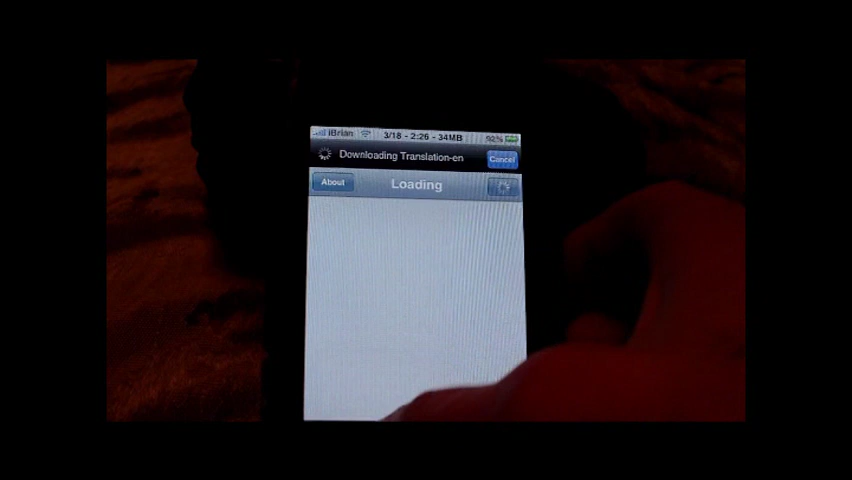 iBrian 3/18 - 2:26 - 34MB 92%
Downloading Translation-en Cancel
About Loading